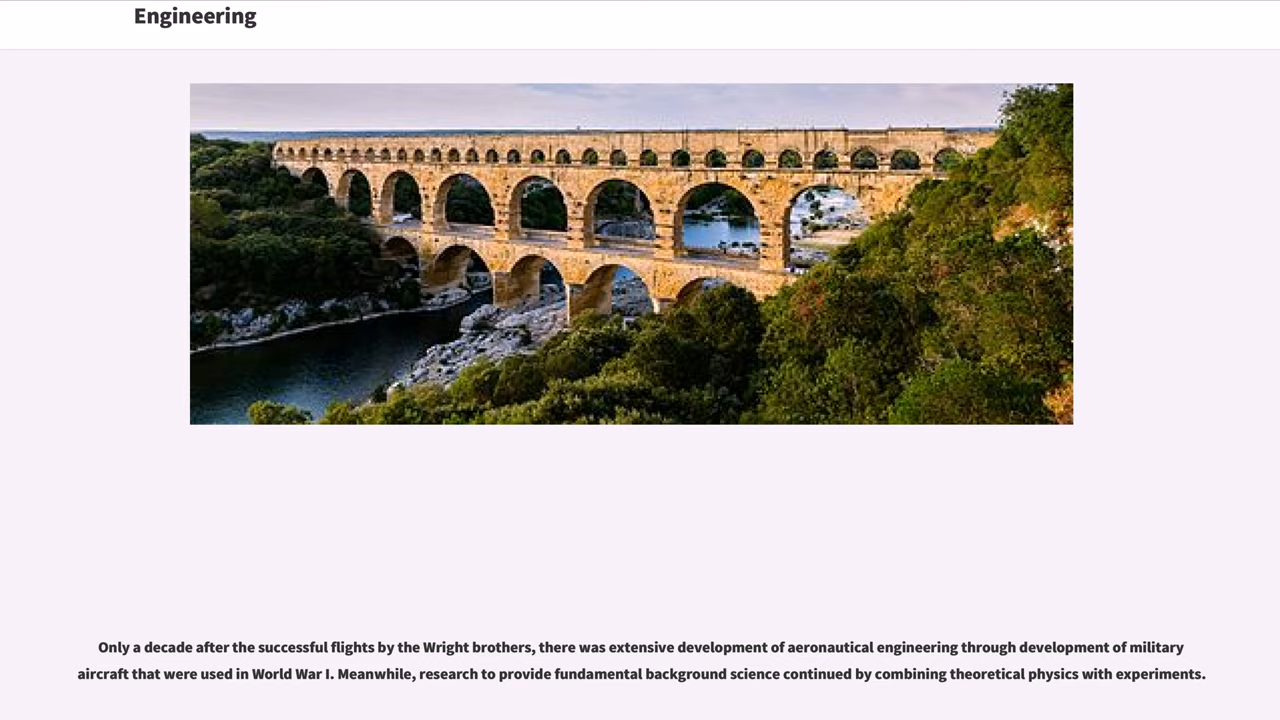 Engineering
Only a decade after the successful flights by the Wright brothers, there was extensive development of aeronautical engineering through development of military
aircraft that were used in World War I. Meanwhile, research to provide fundamental background science continued by combining theoretical physics with experiments.